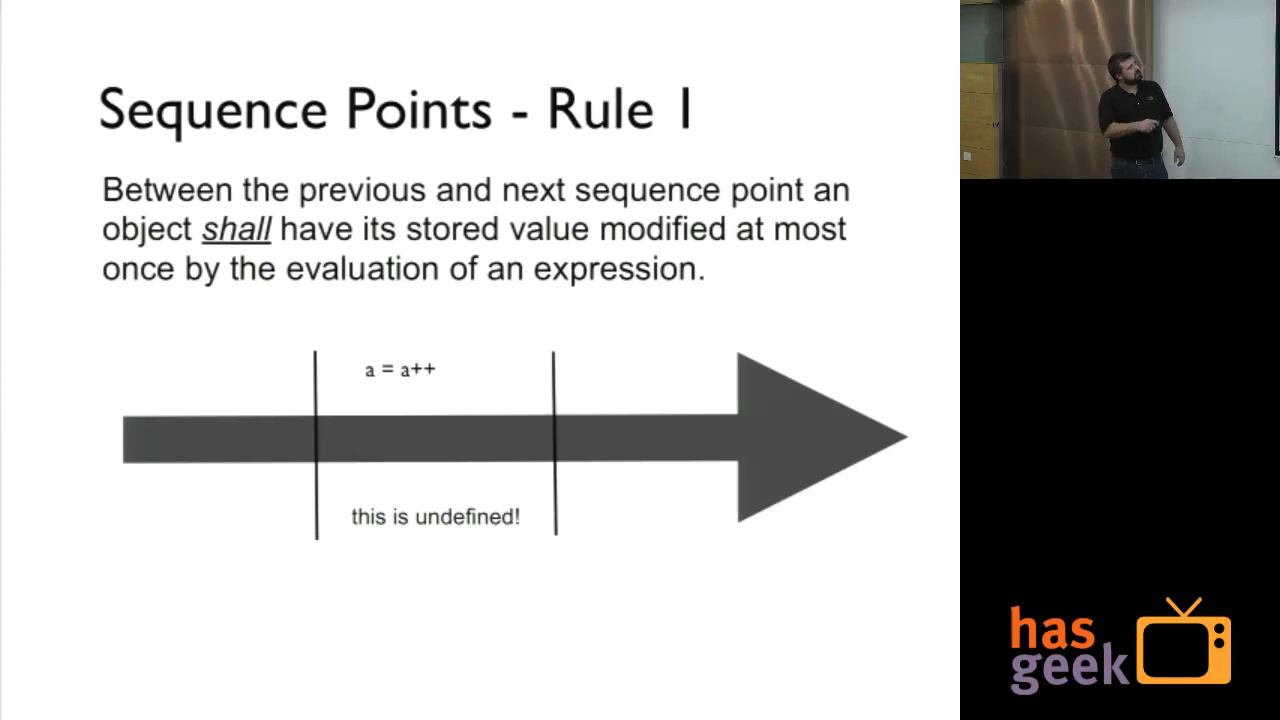 Sequence Points - Rule 1
Between the previous and next sequence point an
object shall have its stored value modified at most
once by the evaluation of an expression.
a = a++
this is undefined!
has
geek